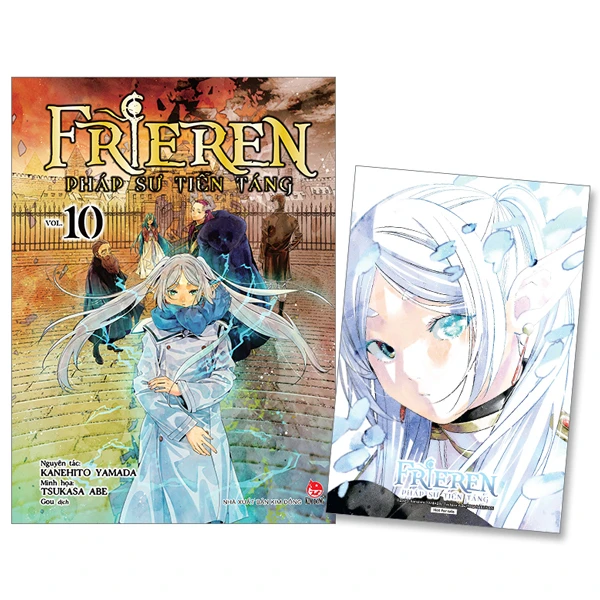 FRIEREN
PHÁP SƯ TIỄN TÁNG
VOL. 10
Nguyên tác:
KANEHITO YAMADA
Minh họa:
TSUKASA ABE
Gou dịch
NHÀ XUẤT BẢN KIM ĐỒNG
FRIEREN
PHÁP SƯ TIỄN TÁNG